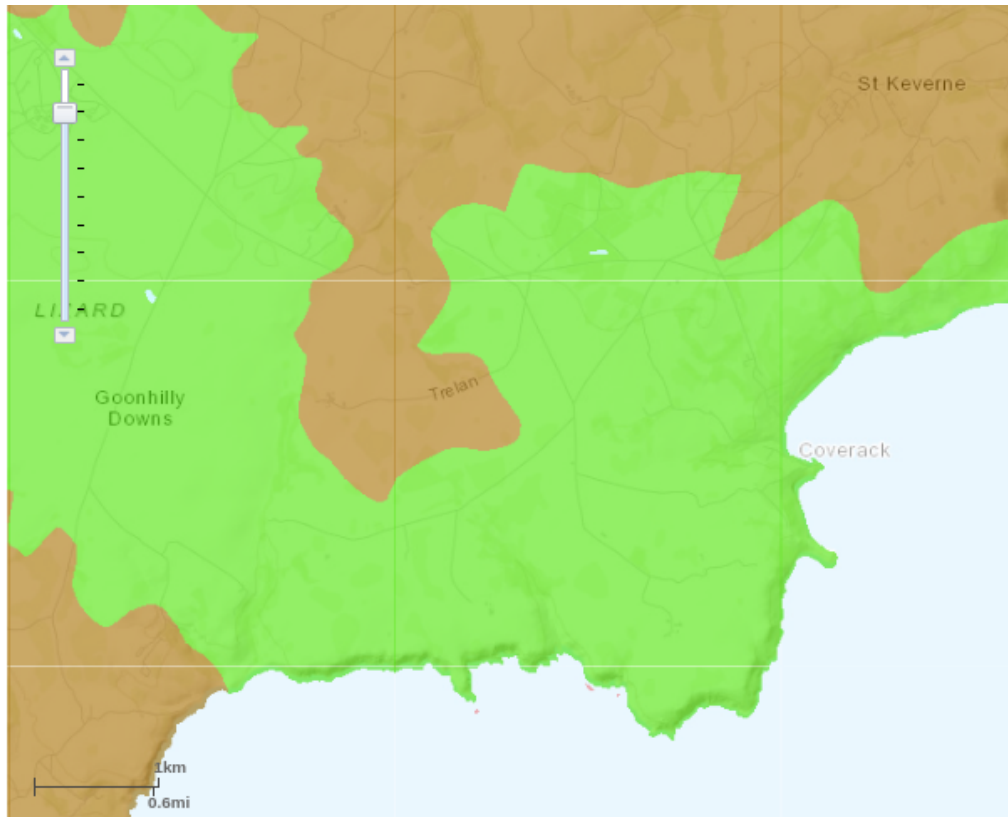 St Keverne
LIZARD
Goonhilly
Downs
Trelan
Coverack
1km
0.6mi